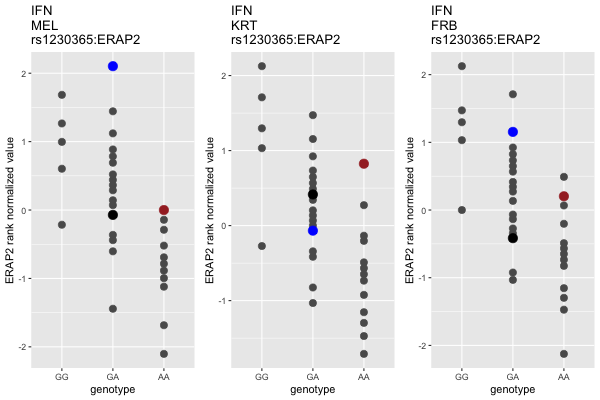 IFN
MEL
rs1230365:ERAP2
ERAP2 rank normalized value
2
1
0
-1
-2
GG
GA
AA
genotype
IFN
KRT
rs1230365:ERAP2
ERAP2 rank normalized value
2
1
0
-1
GG
GA
AA
genotype
IFN
FRB
rs1230365:ERAP2
ERAP2 rank normalized value
2
1
0
-1
-2
GG
GA
AA
genotype